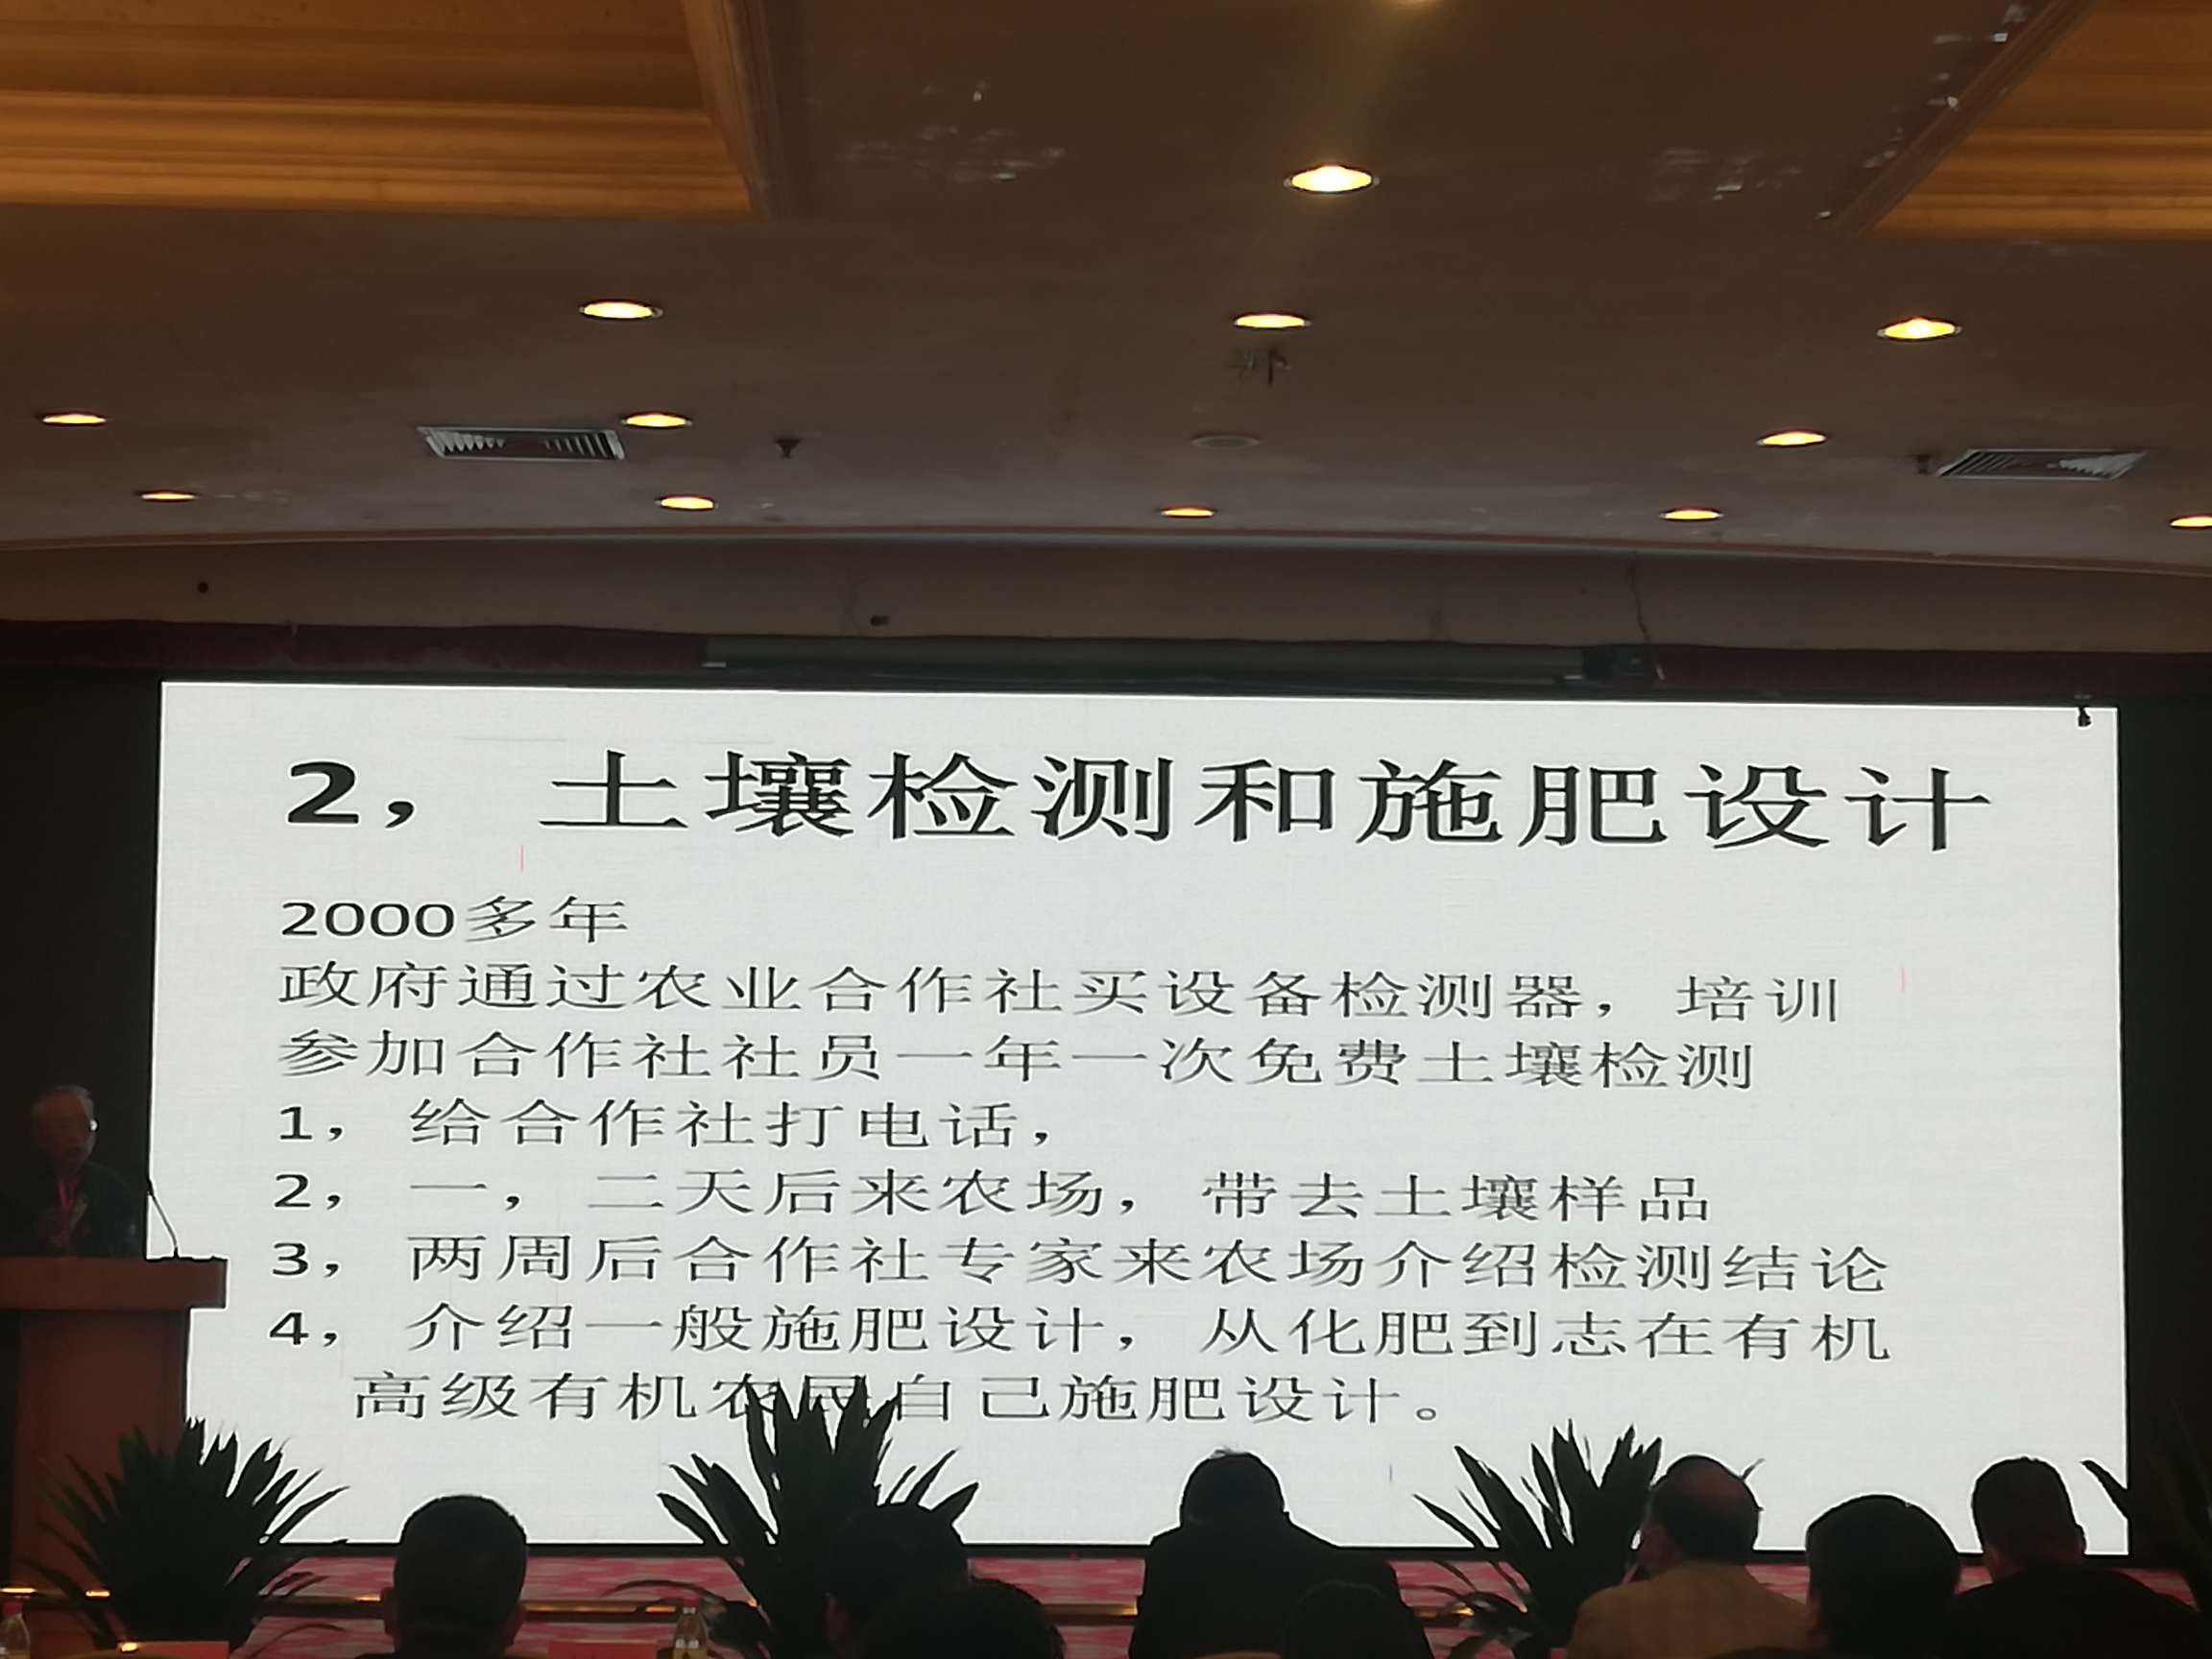 2， 土壤检测和施肥设计
2000多年
政府通过农业合作社买设备检测器，培训
参加合作社社员一年一次免费土壤检测
1， 给合作社打电话，
2， 一，二天后来农场，带去土壤样品
3， 两周后合作社专家来农场介绍检测结论
4， 介绍一般施肥设计，从化肥到志在有机
高级有机农民自己施肥设计。